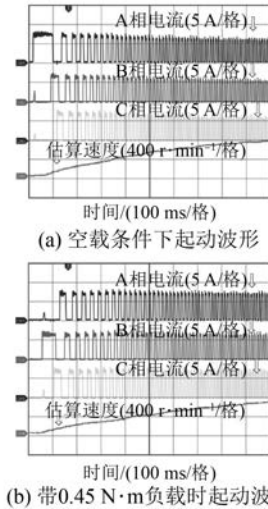 A相电流(5 A/格)
B相电流(5 A/格)
C相电流(5 A/格)
估算速度(400 r·min⁻¹/格)
时间/(100 ms/格)
(a) 空载条件下起动波形
A相电流(5 A/格)
B相电流(5 A/格)
C相电流(5 A/格)
估算速度(400 r·min⁻¹/格)
时间/(100 ms/格)
(b) 带0.45 N·m负载时起动波